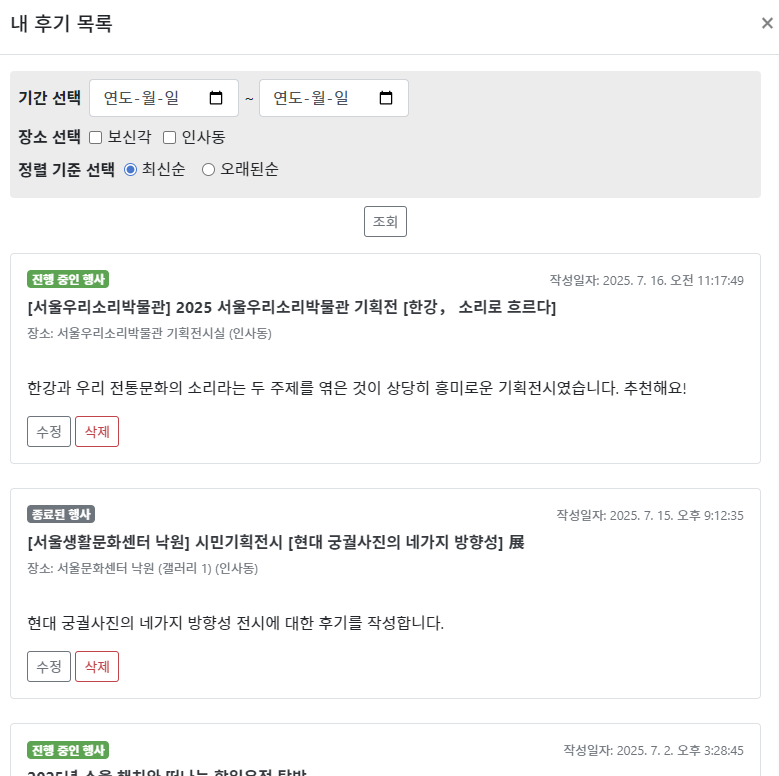 내 후기 목록 ×
기간 선택 연도-월-일 ~ 연도-월-일
장소 선택 보신각 인사동
정렬 기준 선택 최신순 오래된순
조회
진행 중인 행사 작성일자: 2025. 7. 16. 오전 11:17:49
[서울우리소리박물관] 2025 서울우리소리박물관 기획전 [한강， 소리로 흐르다]
장소: 서울우리소리박물관 기획전시실 (인사동)
한강과 우리 전통문화의 소리라는 두 주제를 엮은 것이 상당히 흥미로운 기획전시였습니다. 추천해요!
수정 삭제
종료된 행사 작성일자: 2025. 7. 15. 오후 9:12:35
[서울생활문화센터 낙원] 시민기획전시 [현대 궁궐사진의 네가지 방향성] 展
장소: 서울문화센터 낙원 (갤러리 1) (인사동)
현대 궁궐사진의 네가지 방향성 전시에 대한 후기를 작성합니다.
수정 삭제
진행 중인 행사 작성일자: 2025. 7. 2. 오후 3:28:45
2025년 해치와 떠나는